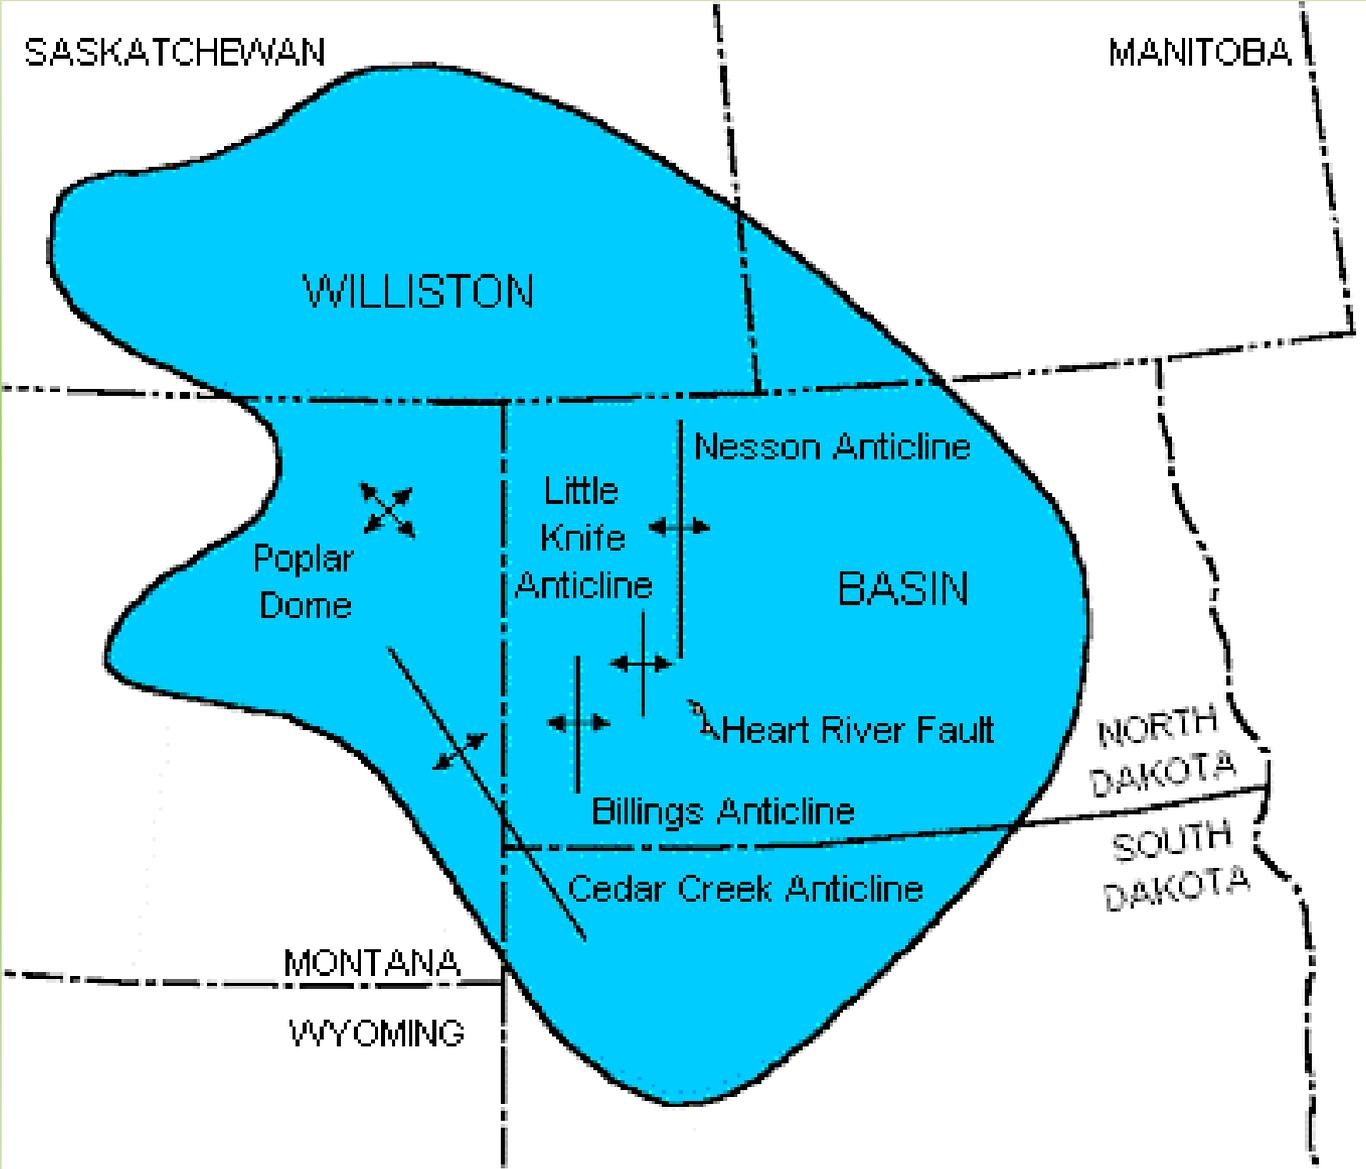 SASKATCHEWAN
MANITOBA
WILLISTON
Nesson Anticline
Little
Knife
Anticline
Poplar
Dome
BASIN
Heart River Fault
NORTH
DAKOTA
Billings Anticline
SOUTH
DAKOTA
Cedar Creek Anticline
MONTANA
WYOMING